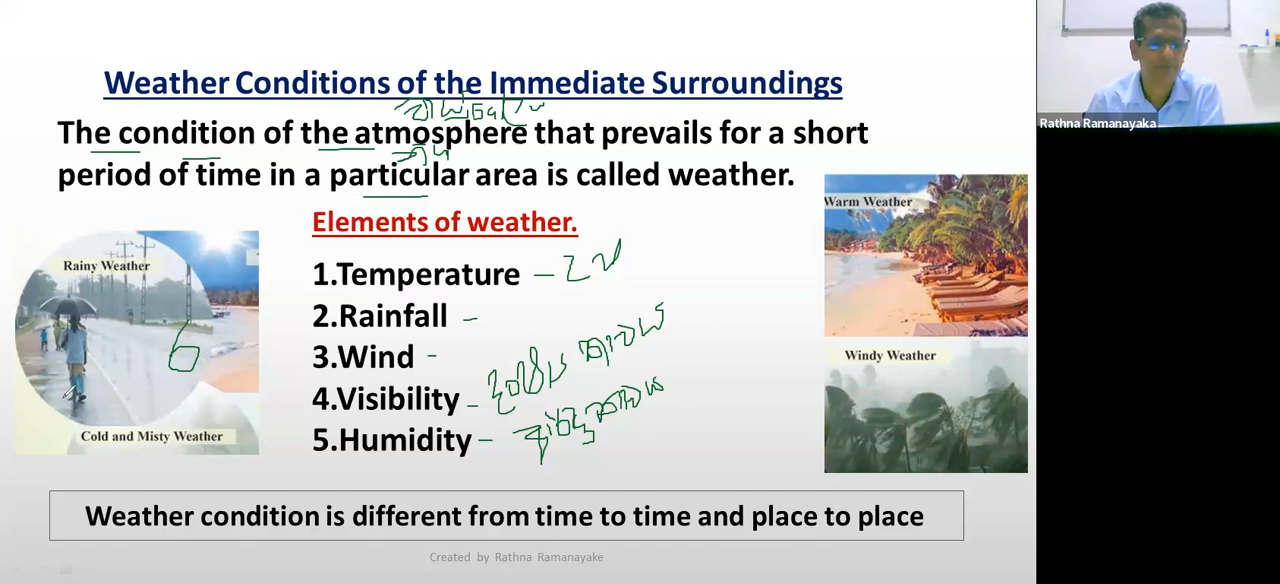 Weather Conditions of the Immediate Surroundings
The condition of the atmosphere that prevails for a short
period of time in a particular area is called weather.
Elements of weather.
1.Temperature –
2.Rainfall –
3.Wind -
4.Visibility –
5.Humidity –
Rainy Weather
6
Cold and Misty Weather
Warm Weather
Windy Weather
Weather condition is different from time to time and place to place
Created by Rathna Ramanayake
Rathna Ramanayaka